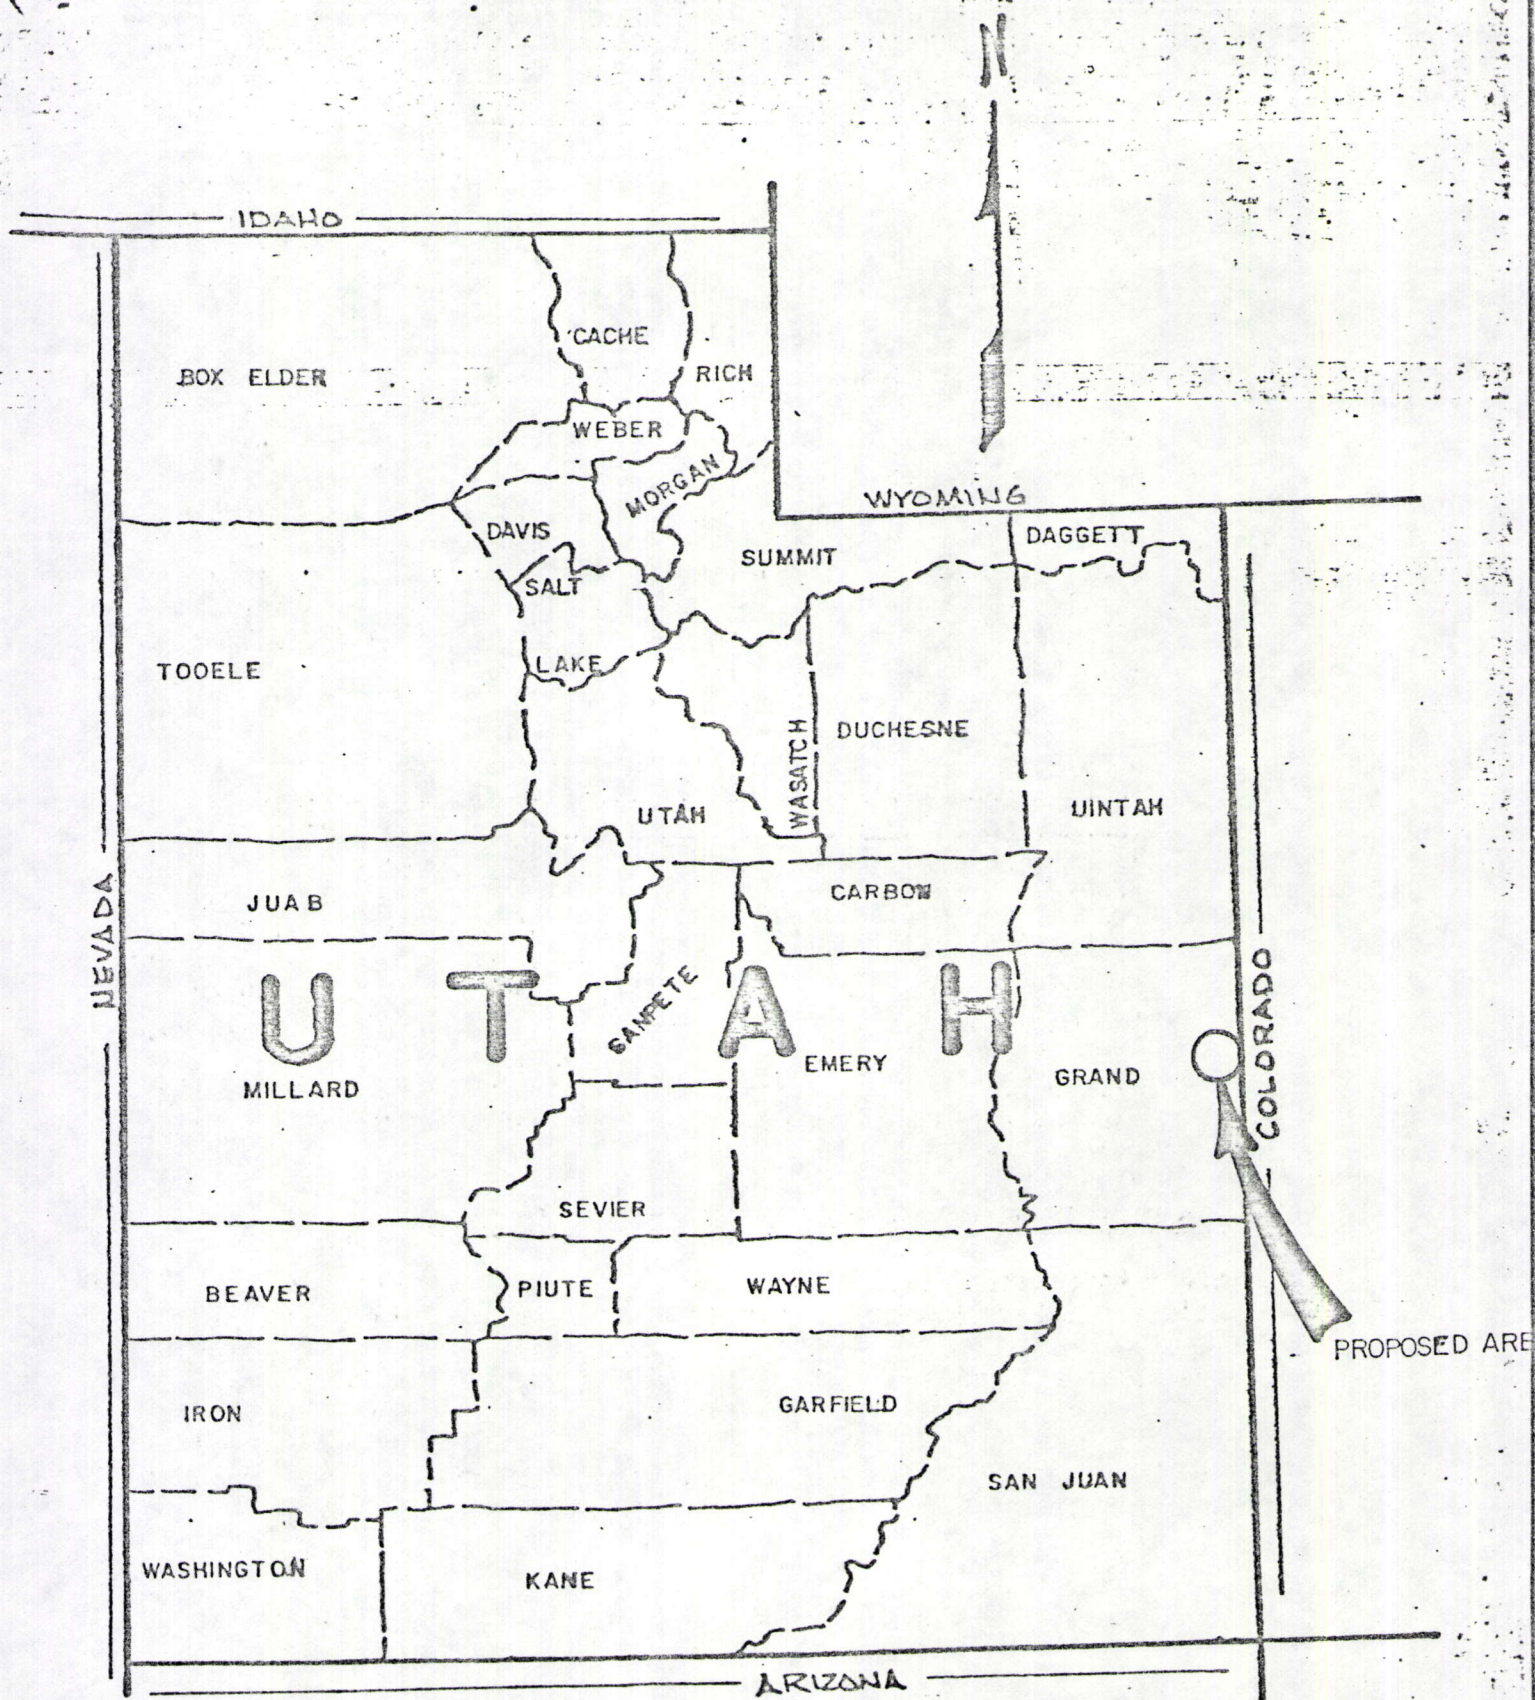 N
IDAHO
CACHE
BOX ELDER
RICH
WEBER
MORGAN
WYOMING
DAVIS
DAGGETT
SUMMIT
SALT
LAKE
TOOELE
WASATCH
DUCHESNE
UTAH
UINTAH
JUAB
CARBON
NEVADA
UTAH
SANPETE
COLORADO
EMERY
GRAND
MILLARD
SEVIER
BEAVER
PIUTE
WAYNE
PROPOSED ARE
IRON
GARFIELD
SAN JUAN
WASHINGTON
KANE
ARIZONA